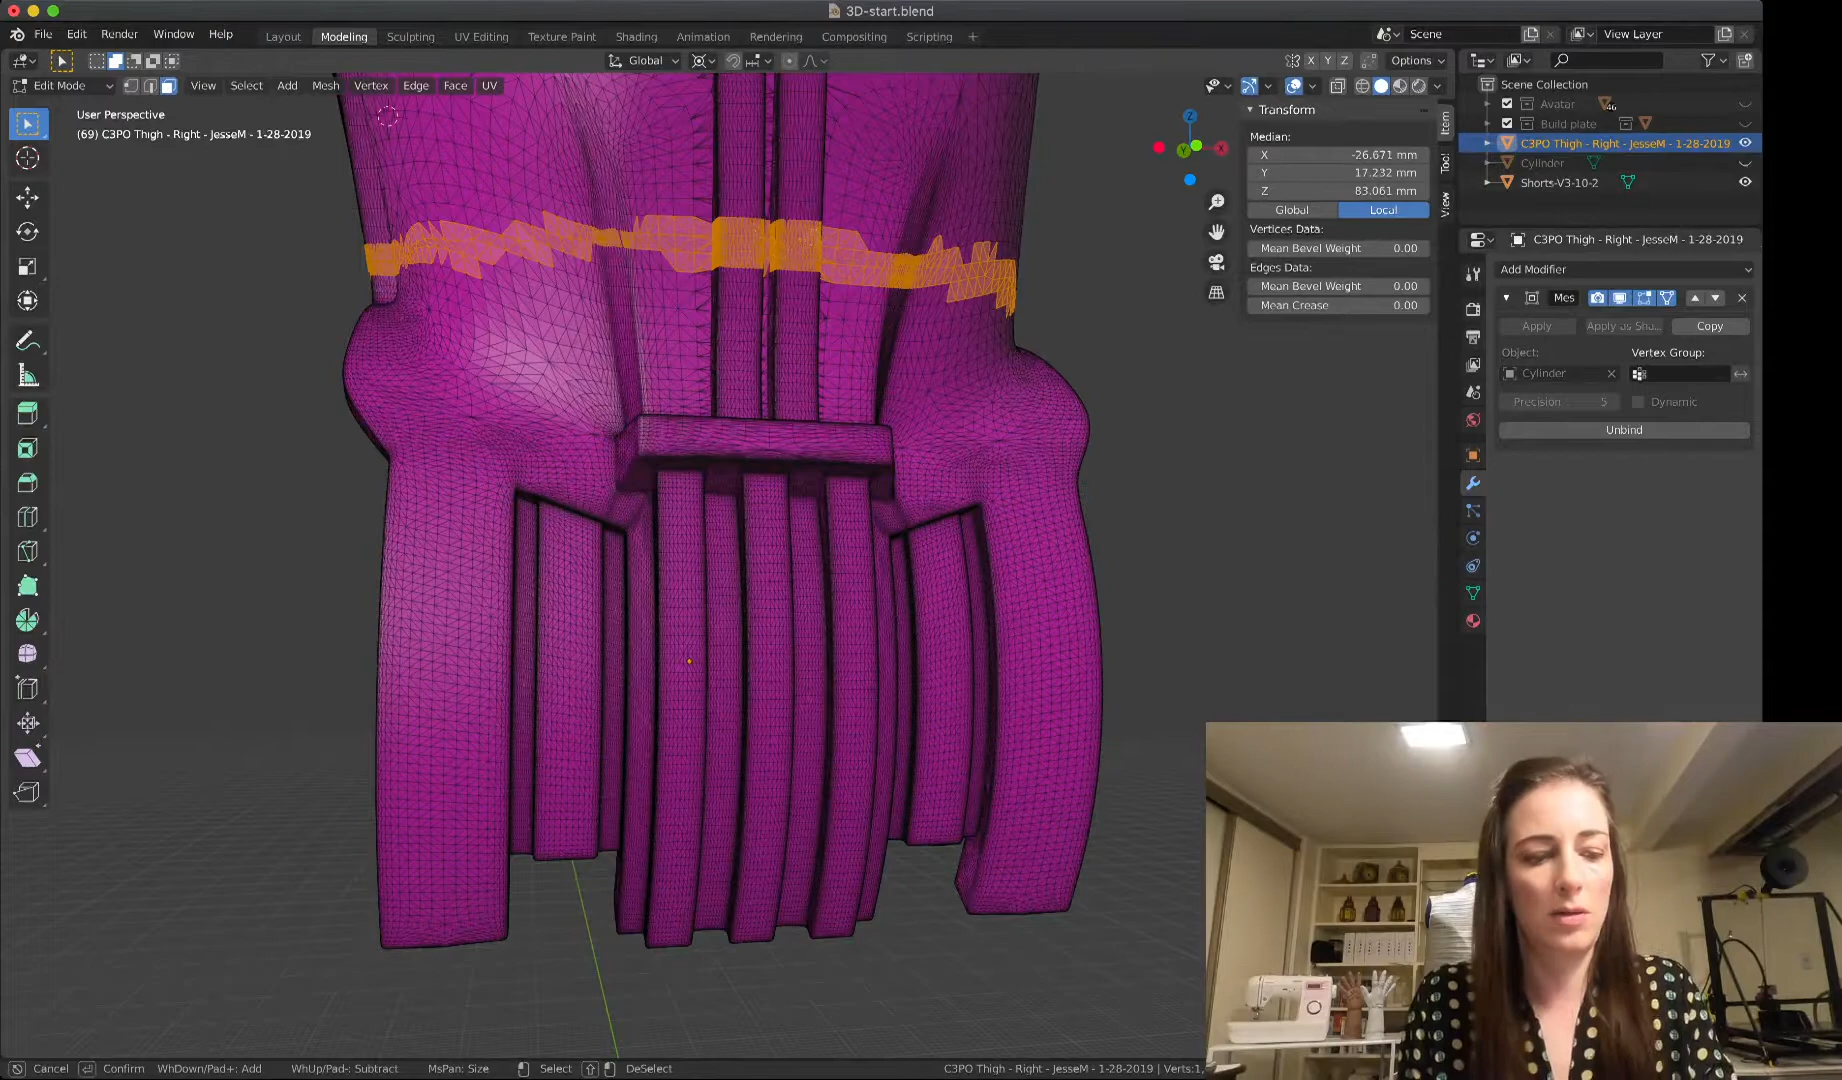 3D-start.blend
File Edit Render Window Help
Layout Modeling Sculpting UV Editing Texture Paint Shading Animation Rendering Compositing Scripting +
Scene
View Layer
Global
X Y Z
Options
Edit Mode
View Select Add Mesh Vertex Edge Face UV
User Perspective
(69) C3PO Thigh - Right - JesseM - 1-28-2019
Transform
Median:
X -26.671 mm
Y 17.232 mm
Z 83.061 mm
Global Local
Vertices Data:
Mean Bevel Weight 0.00
Edges Data:
Mean Bevel Weight 0.00
Mean Crease 0.00
Item
Tool
View
Scene Collection
Avatar 46
Build plate
C3PO Thigh - Right - JesseM - 1-28-2019
Cylinder
Shorts-V3-10-2
C3PO Thigh - Right - JesseM - 1-28-2019
Add Modifier
Mes
Apply Apply as Sha... Copy
Object: Vertex Group:
Cylinder
Precision 5 Dynamic
Unbind
Cancel Confirm WhDown/Pad+: Add WhUp/Pad-: Subtract MsPan: Size Select DeSelect
C3PO Thigh - Right - JesseM - 1-28-2019 | Verts:1,